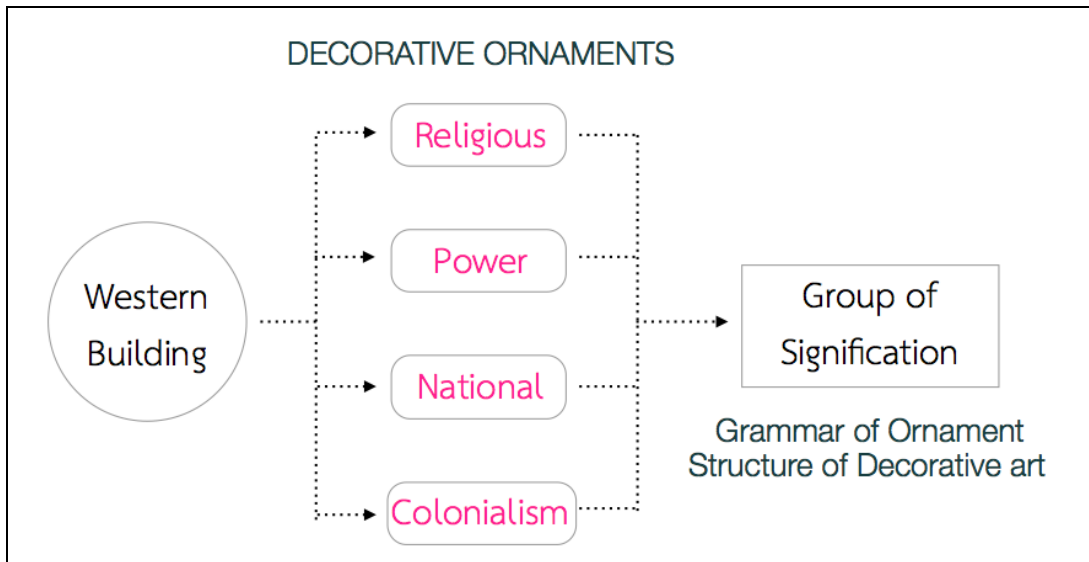 DECORATIVE ORNAMENTS
Western
Building
Religious
Power
National
Colonialism
Group of
Signification
Grammar of Ornament
Structure of Decorative art